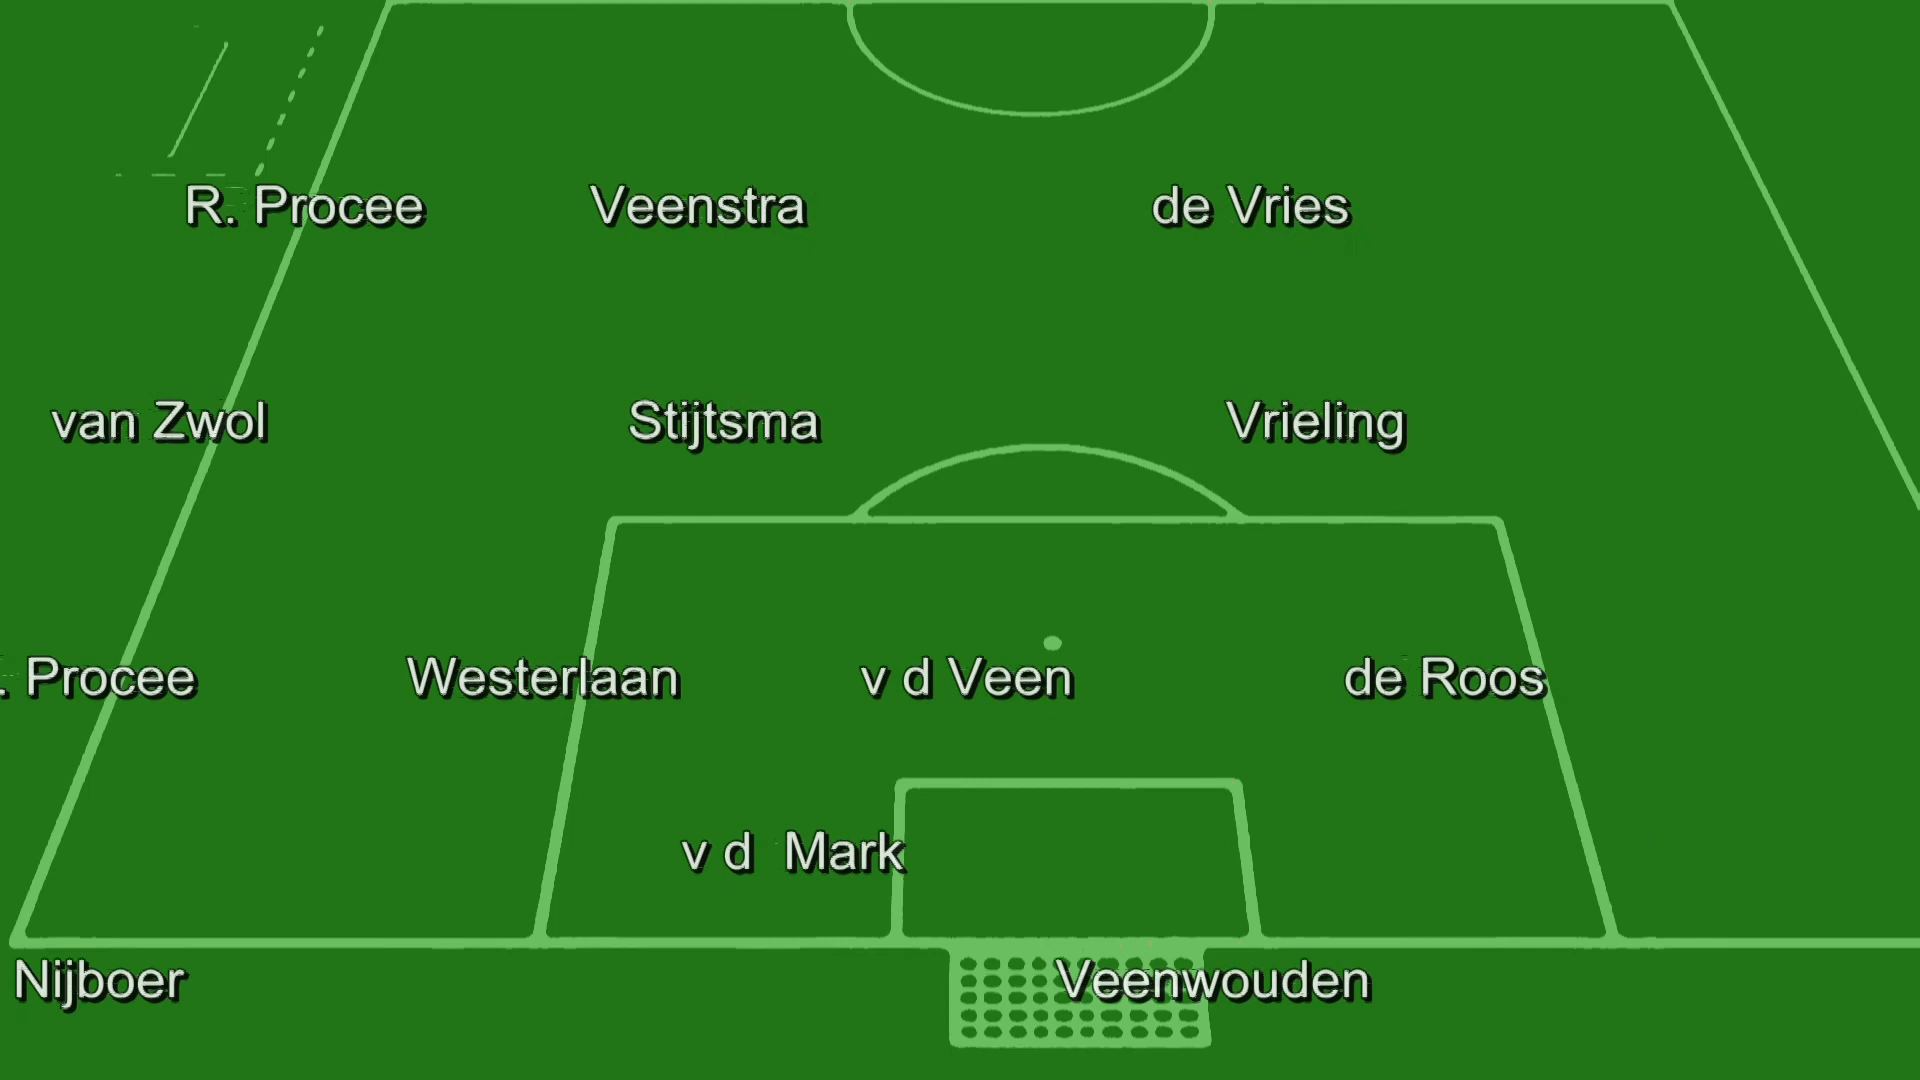 R. Procee Veenstra de Vries
van Zwol Stijtsma Vrieling
. Procee Westerlaan v d Veen de Roos
v d Mark
Nijboer Veenwouden